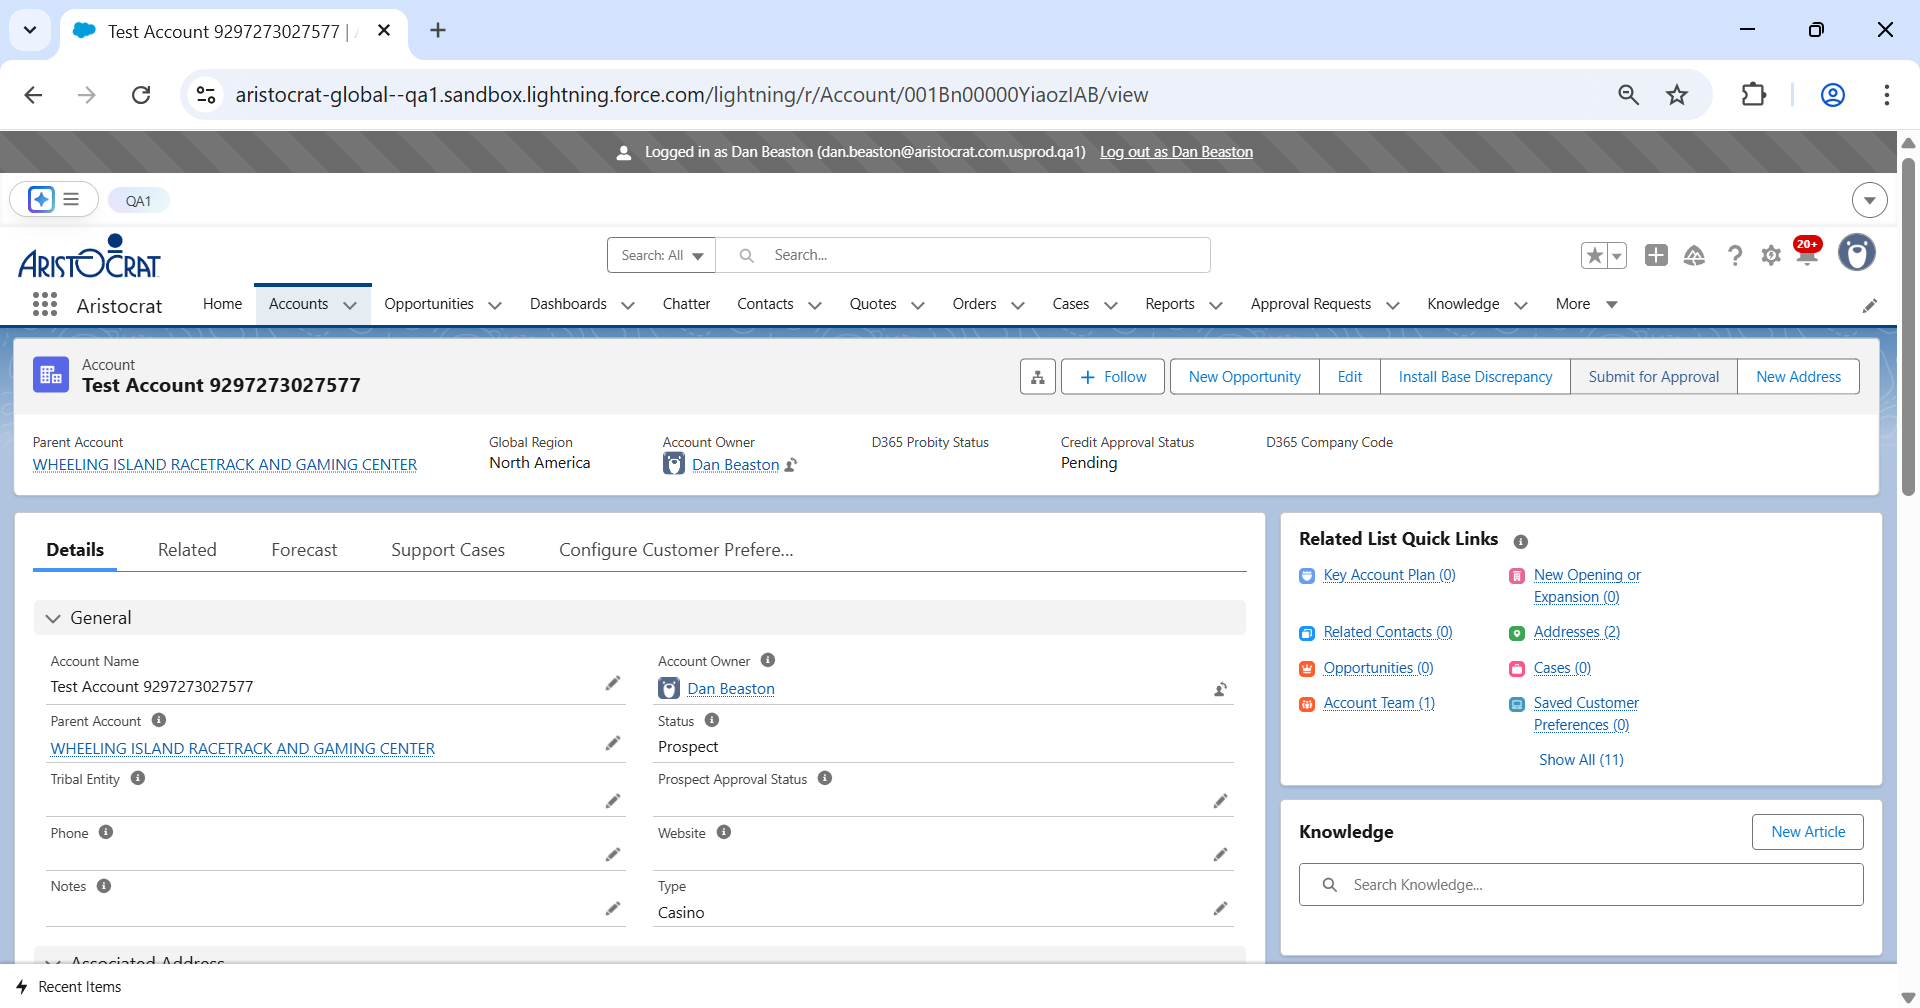 Test Account 9297273027577 |
aristocrat-global--qa1.sandbox.lightning.force.com/lightning/r/Account/001Bn00000YiaozIAB/view
Logged in as Dan Beaston (dan.beaston@aristocrat.com.usprod.qa1) Log out as Dan Beaston
QA1
ARISTOCRAT
Search: All Search...
20+
Aristocrat Home Accounts Opportunities Dashboards Chatter Contacts Quotes Orders Cases Reports Approval Requests Knowledge More
Account
Test Account 9297273027577
Follow New Opportunity Edit Install Base Discrepancy Submit for Approval New Address
Parent Account Global Region Account Owner D365 Probity Status Credit Approval Status D365 Company Code
WHEELING ISLAND RACETRACK AND GAMING CENTER North America Dan Beaston Pending
Details Related Forecast Support Cases Configure Customer Prefere...
General
Account Name
Test Account 9297273027577
Account Owner
Dan Beaston
Parent Account
WHEELING ISLAND RACETRACK AND GAMING CENTER
Status
Prospect
Tribal Entity
Prospect Approval Status
Phone
Website
Notes
Type
Casino
Associated Address
Related List Quick Links
Key Account Plan (0)
New Opening or
Expansion (0)
Related Contacts (0)
Addresses (2)
Opportunities (0)
Cases (0)
Account Team (1)
Saved Customer
Preferences (0)
Show All (11)
Knowledge
New Article
Search Knowledge...
Recent Items